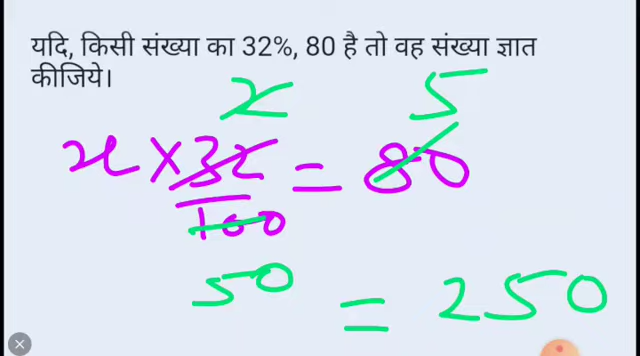 यदि, किसी संख्या का 32%, 80 है तो वह संख्या ज्ञात
कीजिये।
2 5
x × 32 = 80
100
50 = 250